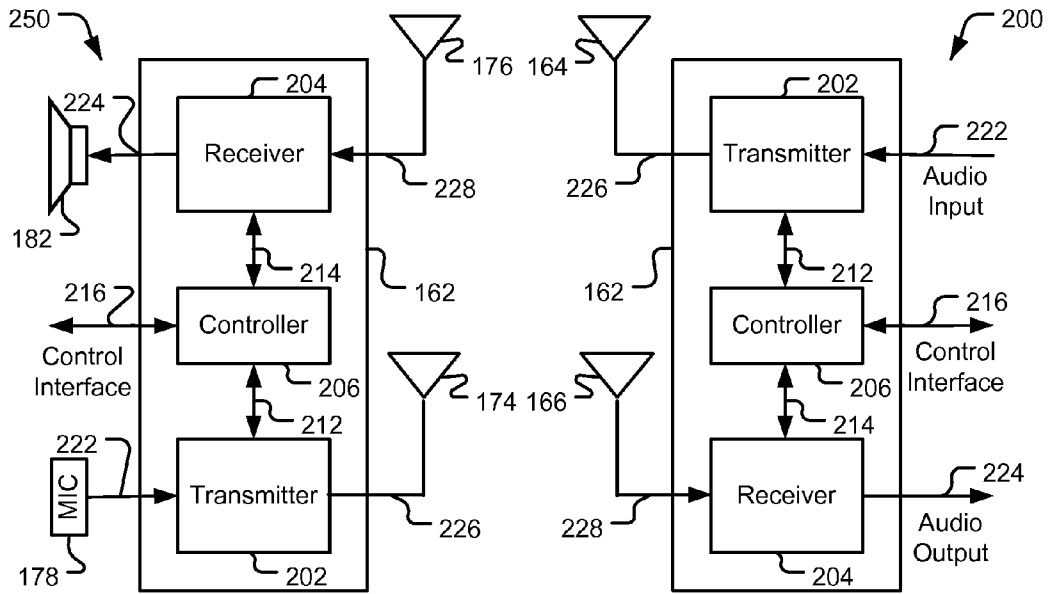 250
204
224
Receiver
176
228
182
214
162
216
Controller
Control
Interface
206
212
174
222
MIC
Transmitter
226
178
202
200
164
202
222
Transmitter
226
Audio
Input
212
162
216
Controller
Control
Interface
206
166
214
224
Receiver
228
Audio
Output
204